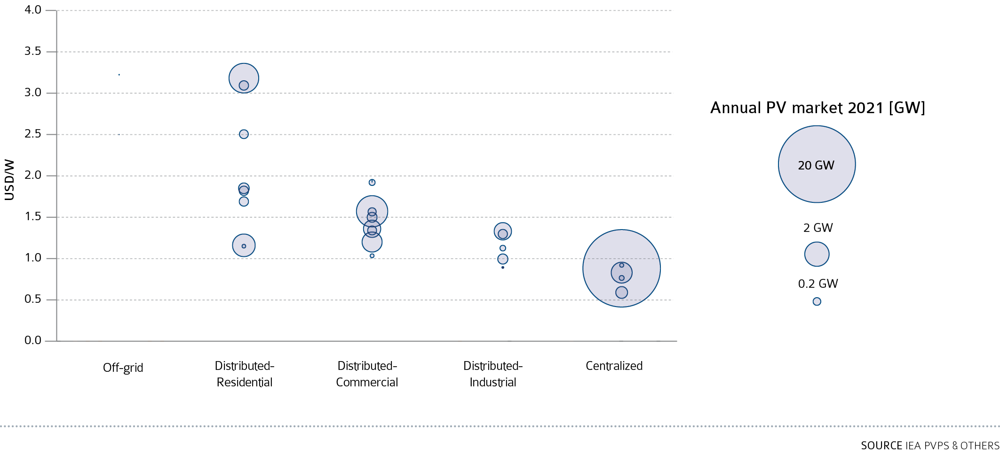 4.0
3.5
3.0
2.5
2.0
1.5
1.0
0.5
0.0
USD/W
Off-grid
Distributed-
Residential
Distributed-
Commercial
Distributed-
Industrial
Centralized
Annual PV market 2021 [GW]
20 GW
2 GW
0.2 GW
SOURCE IEA PVPS & OTHERS